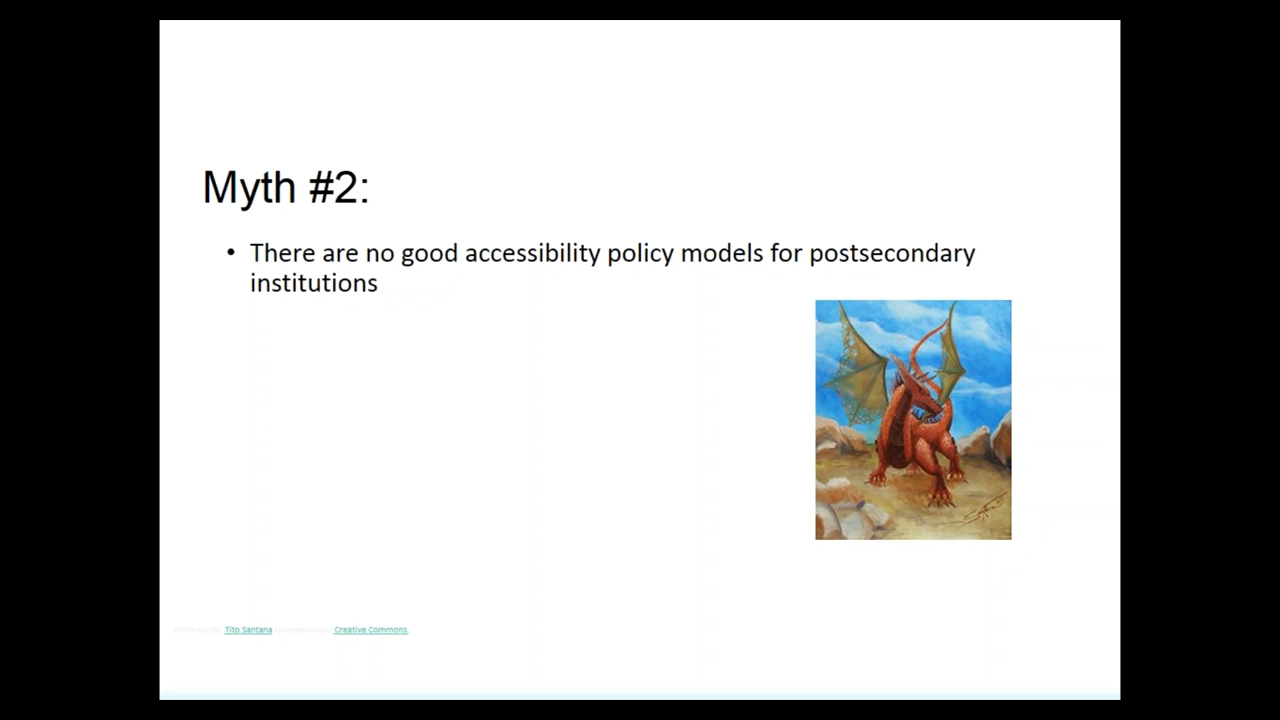 Myth #2:
• There are no good accessibility policy models for postsecondary
institutions
Tito Santana Creative Commons.